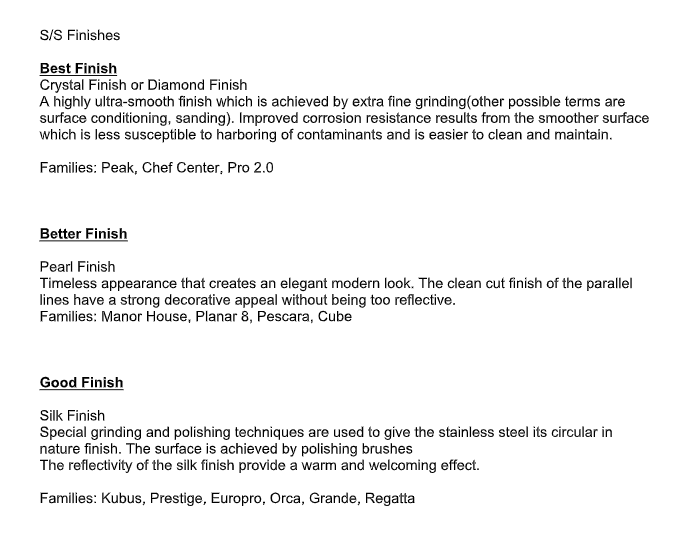 S/S Finishes
Best Finish
Crystal Finish or Diamond Finish
A highly ultra-smooth finish which is achieved by extra fine grinding(other possible terms are
surface conditioning, sanding). Improved corrosion resistance results from the smoother surface
which is less susceptible to harboring of contaminants and is easier to clean and maintain.
Families: Peak, Chef Center, Pro 2.0
Better Finish
Pearl Finish
Timeless appearance that creates an elegant modern look. The clean cut finish of the parallel
lines have a strong decorative appeal without being too reflective.
Families: Manor House, Planar 8, Pescara, Cube
Good Finish
Silk Finish
Special grinding and polishing techniques are used to give the stainless steel its circular in
nature finish. The surface is achieved by polishing brushes
The reflectivity of the silk finish provide a warm and welcoming effect.
Families: Kubus, Prestige, Europro, Orca, Grande, Regatta